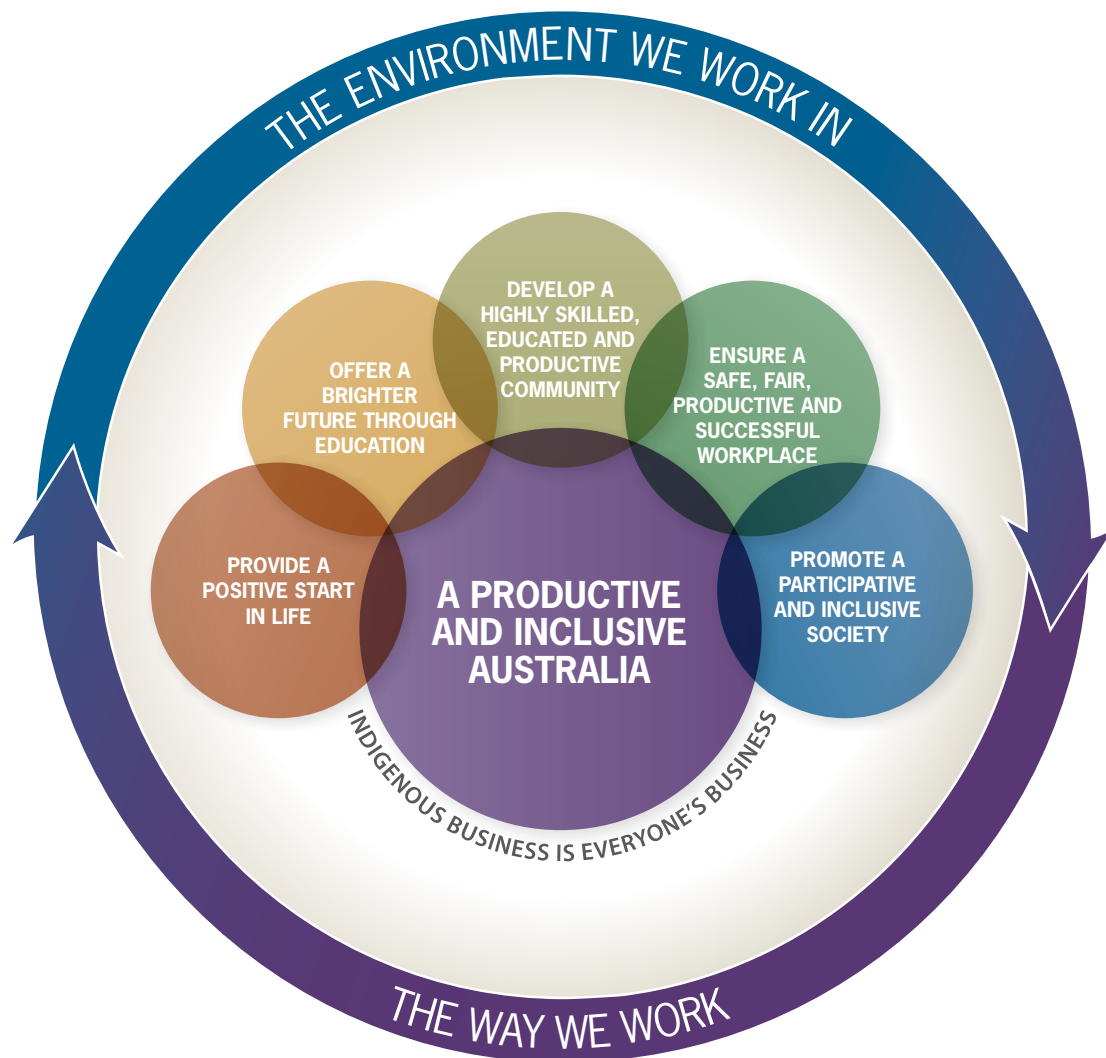 THE ENVIRONMENT WE WORK IN
DEVELOP A
HIGHLY SKILLED,
EDUCATED AND
PRODUCTIVE
COMMUNITY
OFFER A
BRIGHTER
FUTURE THROUGH
EDUCATION
ENSURE A
SAFE, FAIR,
PRODUCTIVE AND
SUCCESSFUL
WORKPLACE
PROVIDE A
POSITIVE START
IN LIFE
A PRODUCTIVE
AND INCLUSIVE
AUSTRALIA
PROMOTE A
PARTICIPATIVE
AND INCLUSIVE
SOCIETY
INDIGENOUS BUSINESS IS EVERYONE'S BUSINESS
THE WAY WE WORK